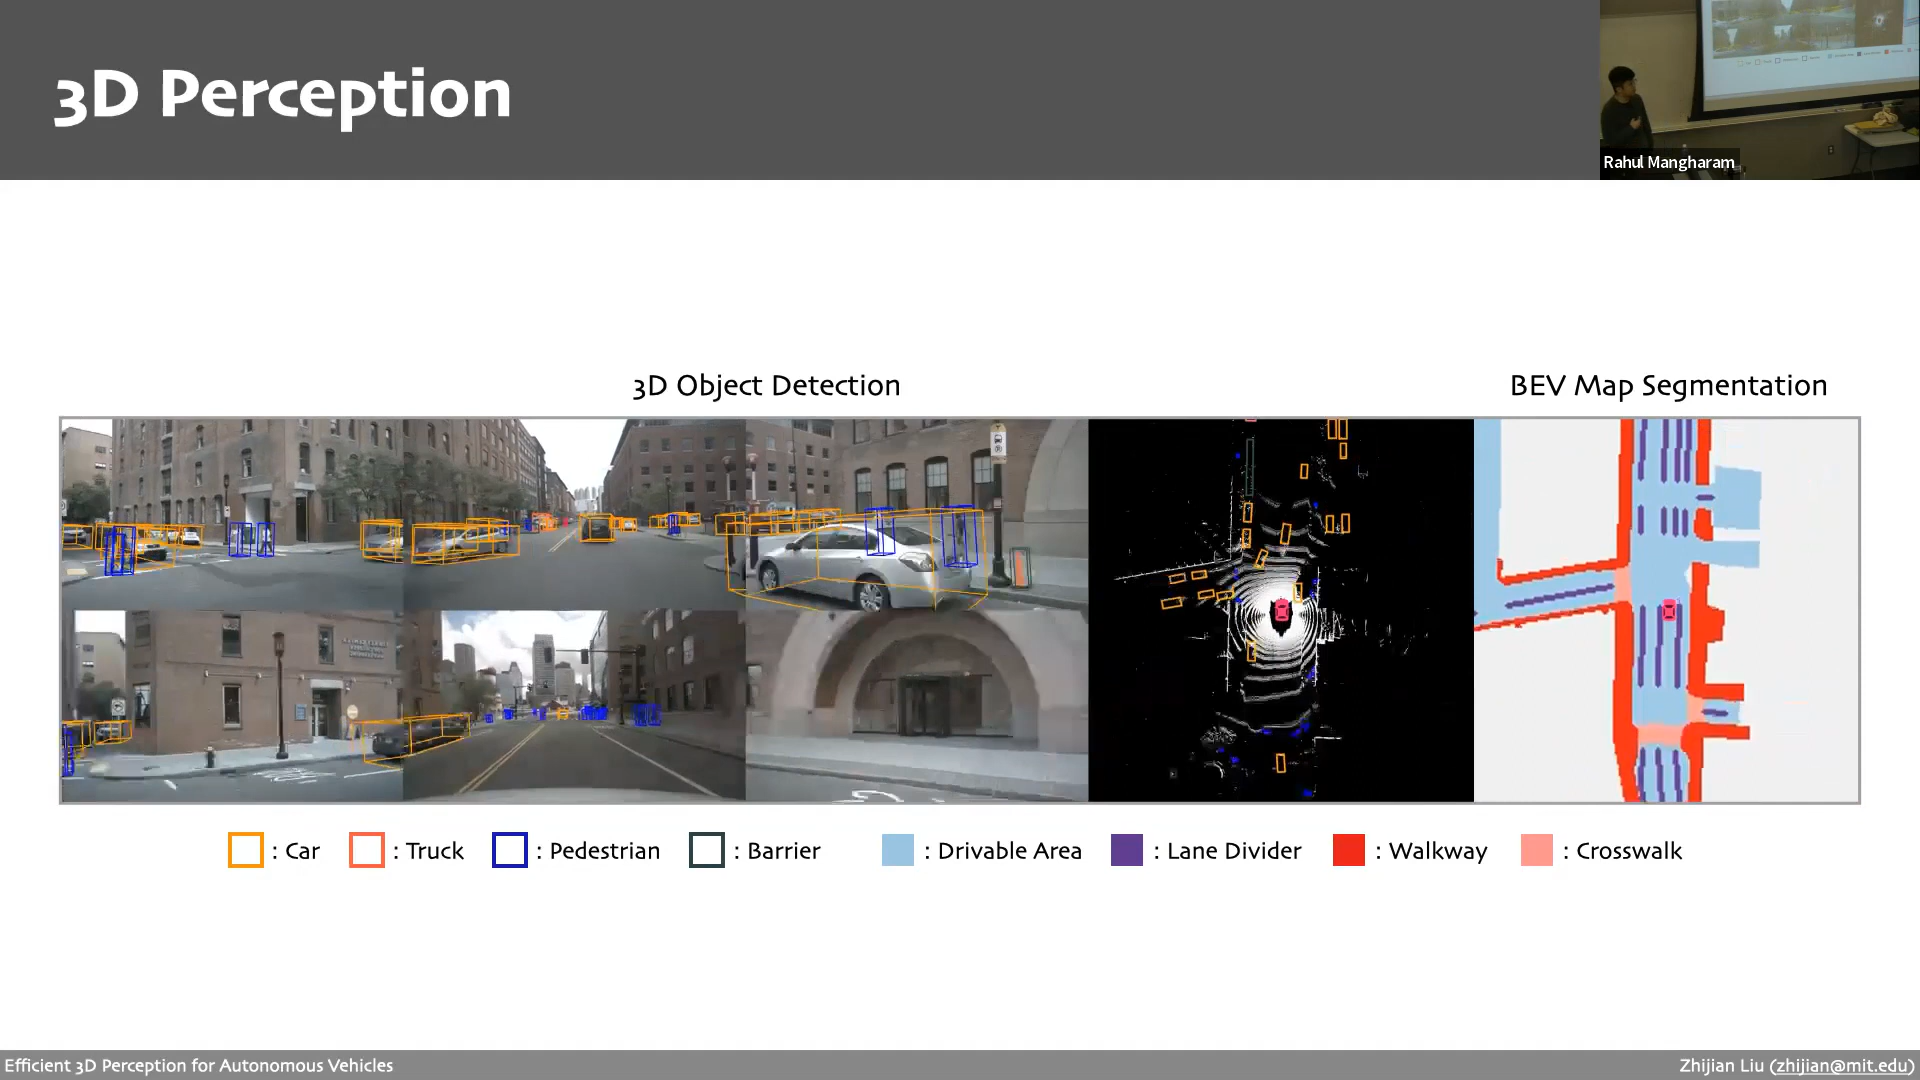 3D Perception
Rahul Mangharam
3D Object Detection
BEV Map Segmentation
: Car
: Truck
: Pedestrian
: Barrier
: Drivable Area
: Lane Divider
: Walkway
: Crosswalk
Efficient 3D Perception for Autonomous Vehicles
Zhijian Liu (zhijian@mit.edu)